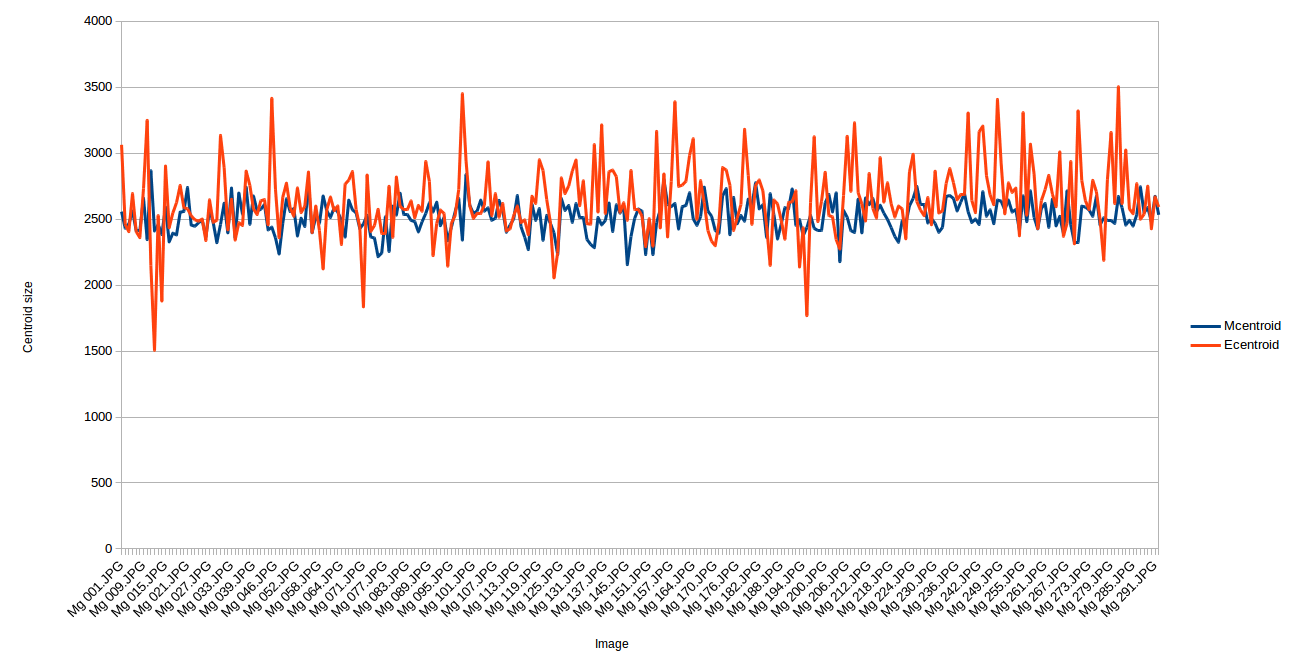 4000
3500
3000
2500
2000
1500
1000
500
0
Centroid size
Mg 001.JPG
Mg 009.JPG
Mg 015.JPG
Mg 021.JPG
Mg 027.JPG
Mg 033.JPG
Mg 039.JPG
Mg 046.JPG
Mg 052.JPG
Mg 058.JPG
Mg 064.JPG
Mg 071.JPG
Mg 077.JPG
Mg 083.JPG
Mg 089.JPG
Mg 095.JPG
Mg 101.JPG
Mg 107.JPG
Mg 113.JPG
Mg 119.JPG
Mg 125.JPG
Mg 131.JPG
Mg 137.JPG
Mg 145.JPG
Mg 151.JPG
Mg 157.JPG
Mg 164.JPG
Mg 170.JPG
Mg 176.JPG
Mg 182.JPG
Mg 188.JPG
Mg 194.JPG
Mg 200.JPG
Mg 206.JPG
Mg 212.JPG
Mg 218.JPG
Mg 224.JPG
Mg 230.JPG
Mg 236.JPG
Mg 242.JPG
Mg 249.JPG
Mg 255.JPG
Mg 261.JPG
Mg 267.JPG
Mg 273.JPG
Mg 279.JPG
Mg 285.JPG
Mg 291.JPG
Image
Mcentroid
Ecentroid